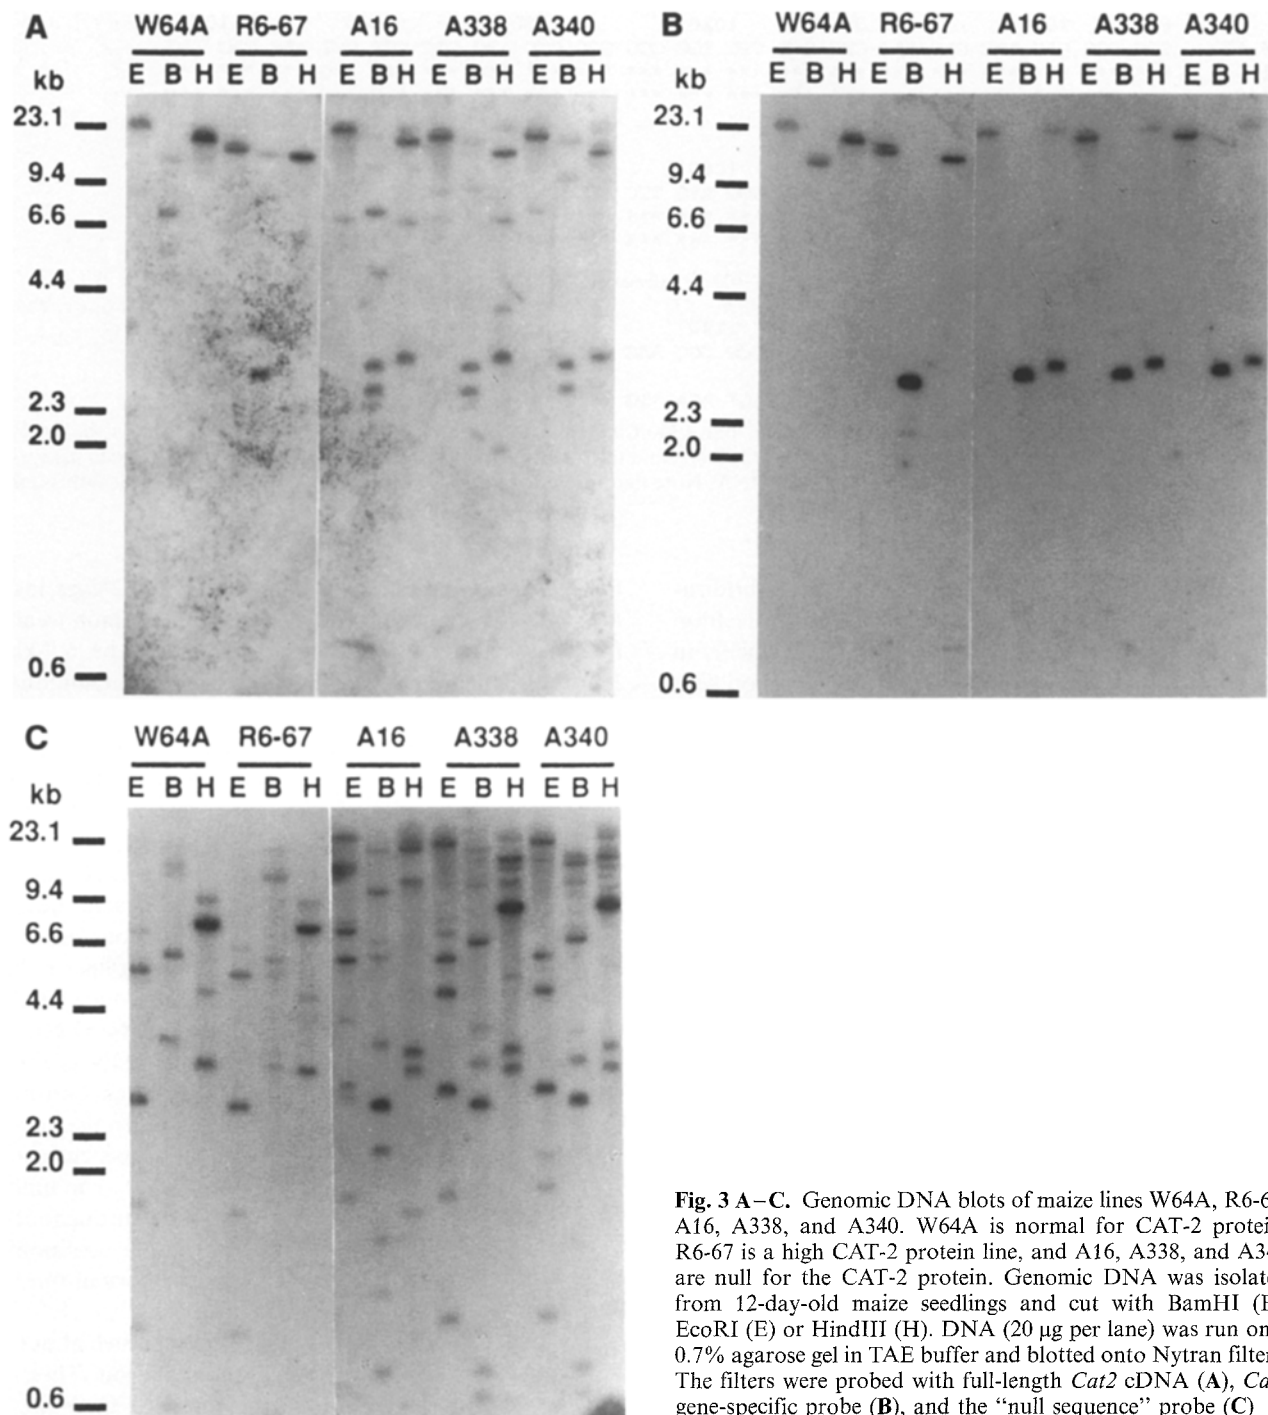 A
W64A R6-67 A16 A338 A340
kb E B H E B H E B H E B H E B H
23.1
9.4
6.6
4.4
2.3
2.0
0.6
B
W64A R6-67 A16 A338 A340
kb E B H E B H E B H E B H E B H
23.1
9.4
6.6
4.4
2.3
2.0
0.6
C
W64A R6-67 A16 A338 A340
kb E B H E B H E B H E B H E B H
23.1
9.4
6.6
4.4
2.3
2.0
0.6
Fig. 3 A–C. Genomic DNA blots of maize lines W64A, R6-6
A16, A338, and A340. W64A is normal for CAT-2 protei
R6-67 is a high CAT-2 protein line, and A16, A338, and A34
are null for the CAT-2 protein. Genomic DNA was isolate
from 12-day-old maize seedlings and cut with BamHI (
EcoRI (E) or HindIII (H). DNA (20 µg per lane) was run on
0.7% agarose gel in TAE buffer and blotted onto Nytran filter
The filters were probed with full-length Cat2 cDNA (A), Ca
gene-specific probe (B), and the “null sequence” probe (C)